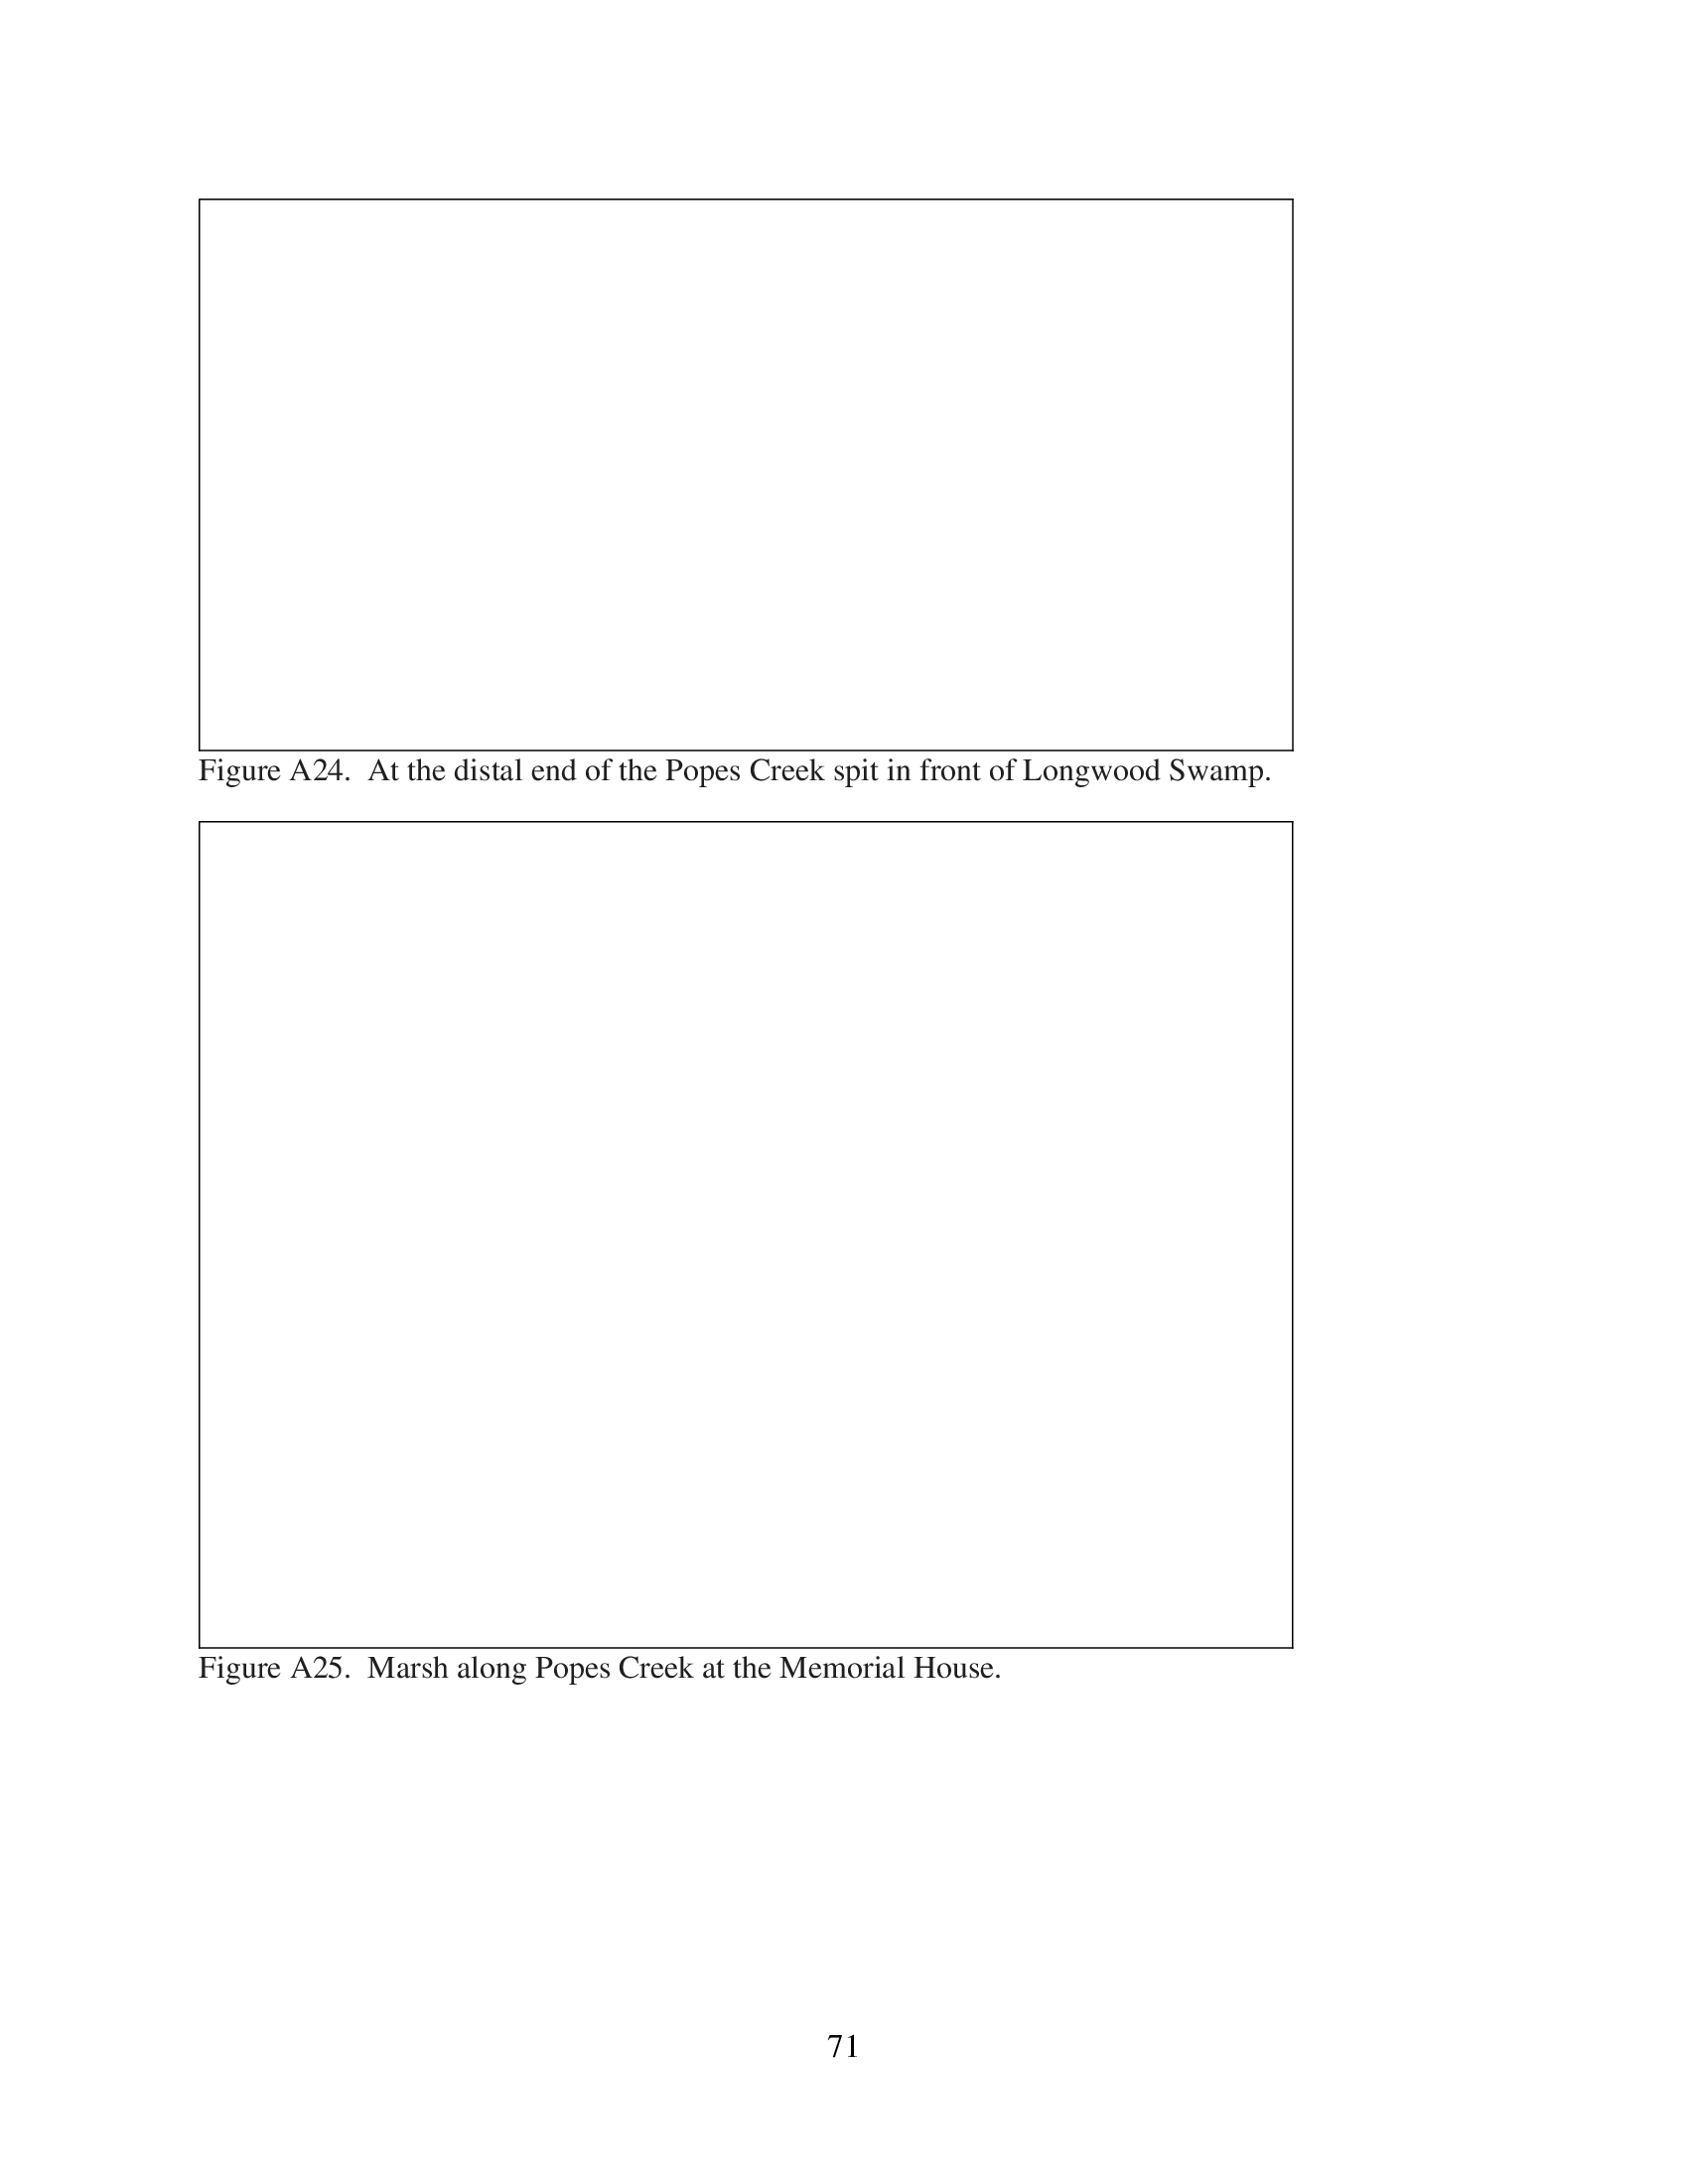 Figure A24.  At the distal end of the Popes Creek spit in front of Longwood Swamp.
Figure A25.  Marsh along Popes Creek at the Memorial House.
71